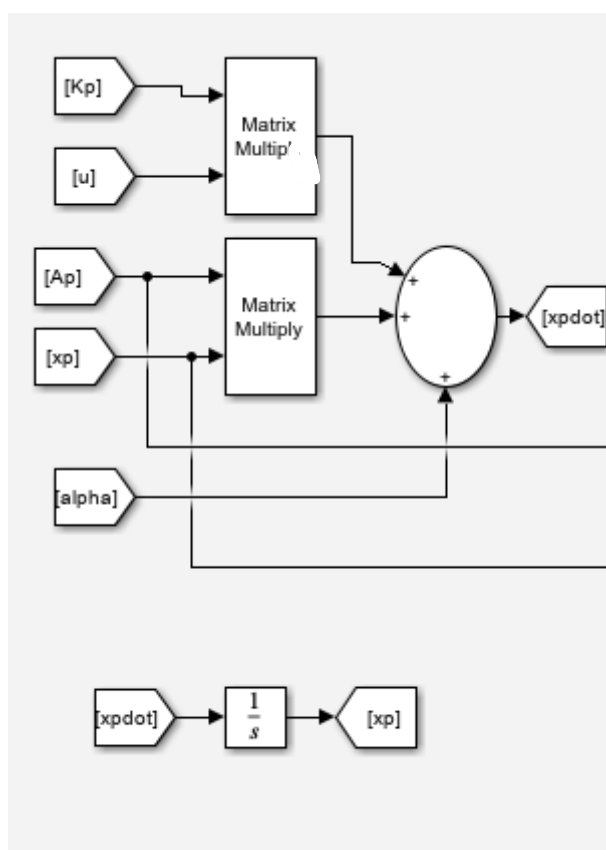 [Kp]
Matrix
[u]
+
[Ap]
+
[xpdot]
Matrix
Multiply
[xp]
+
[alpha]
[xpdot]
1
s
[xp]